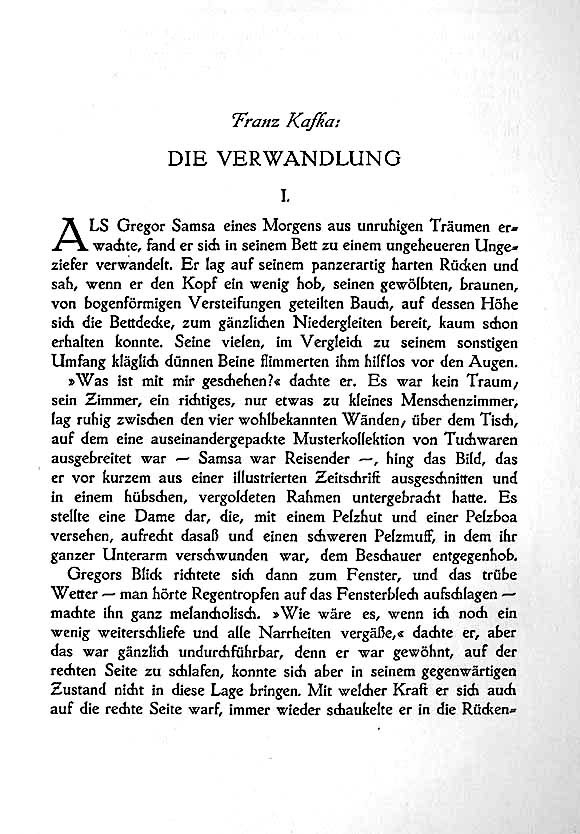 Franz Kafka:
DIE VERWANDLUNG
I.
ALS Gregor Samsa eines Morgens aus unruhigen Träumen er-
wachte, fand er sich in seinem Bett zu einem ungeheueren Unge-
ziefer verwandelt. Er lag auf seinem panzerartig harten Rücken und
sah, wenn er den Kopf ein wenig hob, seinen gewölbten, braunen,
von bogenförmigen Versteifungen geteilten Bauch, auf dessen Höhe
sich die Bettdecke, zum gänzlichen Niedergleiten bereit, kaum schon
erhalten konnte. Seine vielen, im Vergleich zu seinem sonstigen
Umfang kläglich dünnen Beine flimmerten ihm hilflos vor den Augen.
»Was ist mit mir geschehen?« dachte er. Es war kein Traum,
sein Zimmer, ein richtiges, nur etwas zu kleines Menschenzimmer,
lag ruhig zwischen den vier wohlbekannten Wänden, über dem Tisch,
auf dem eine auseinandergepackte Musterkollektion von Tuchwaren
ausgebreitet war — Samsa war Reisender —, hing das Bild, das
er vor kurzem aus einer illustrierten Zeitschrift ausgeschnitten und
in einem hübschen, vergoldeten Rahmen untergebracht hatte. Es
stellte eine Dame dar, die, mit einem Pelzhut und einer Pelzboa
versehen, aufrecht dasaß und einen schweren Pelzmuff, in dem ihr
ganzer Unterarm verschwunden war, dem Beschauer entgegenhob.
Gregors Blick richtete sich dann zum Fenster, und das trübe
Wetter — man hörte Regentropfen auf das Fensterblech aufschlagen —
machte ihn ganz melancholisch. »Wie wäre es, wenn ich noch ein
wenig weiterschliefe und alle Narrheiten vergäße,« dachte er, aber
das war gänzlich undurchführbar, denn er war gewöhnt, auf der
rechten Seite zu schlafen, konnte sich aber in seinem gegenwärtigen
Zustand nicht in diese Lage bringen. Mit welcher Kraft er sich auch
auf die rechte Seite warf, immer wieder schaukelte er in die Rücken-